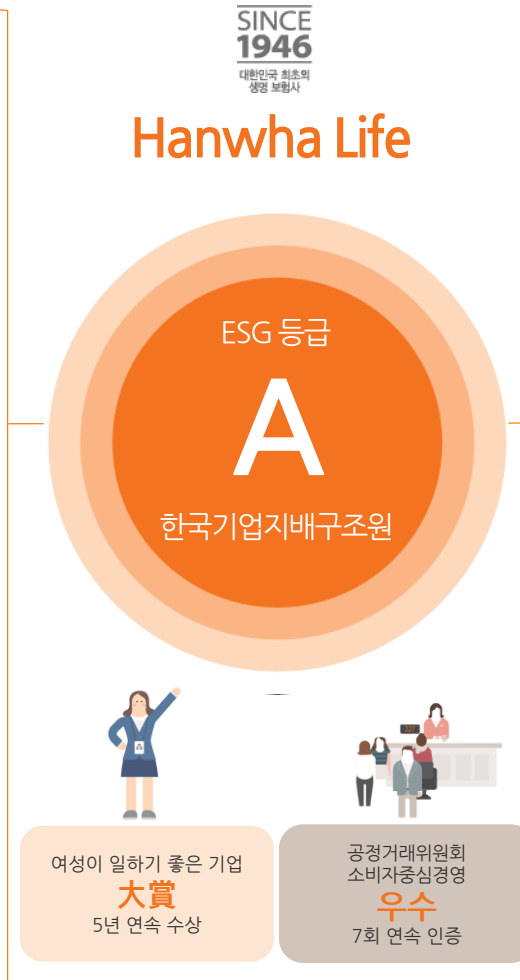 SINCE
1946
대한민국 최초의
생명 보험사
Hanwha Life
ESG 등급
A
한국기업지배구조원
여성이 일하기 좋은 기업
大賞
5년 연속 수상
공정거래위원회
소비자중심경영
우수
7회 연속 인증